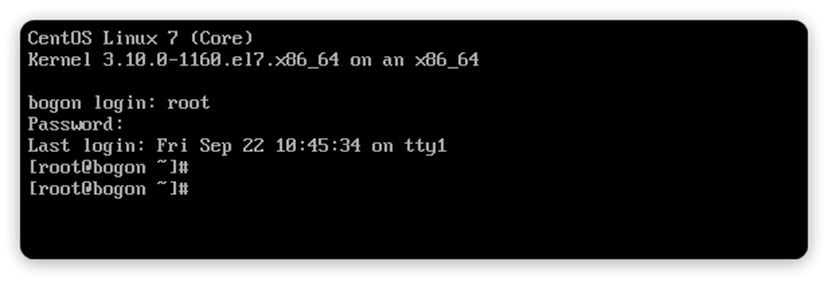 CentOS Linux 7 (Core)
Kernel 3.10.0-1160.el7.x86_64 on an x86_64
bogon login: root
Password:
Last login: Fri Sep 22 10:45:34 on tty1
[root@bogon ~]#
[root@bogon ~]#